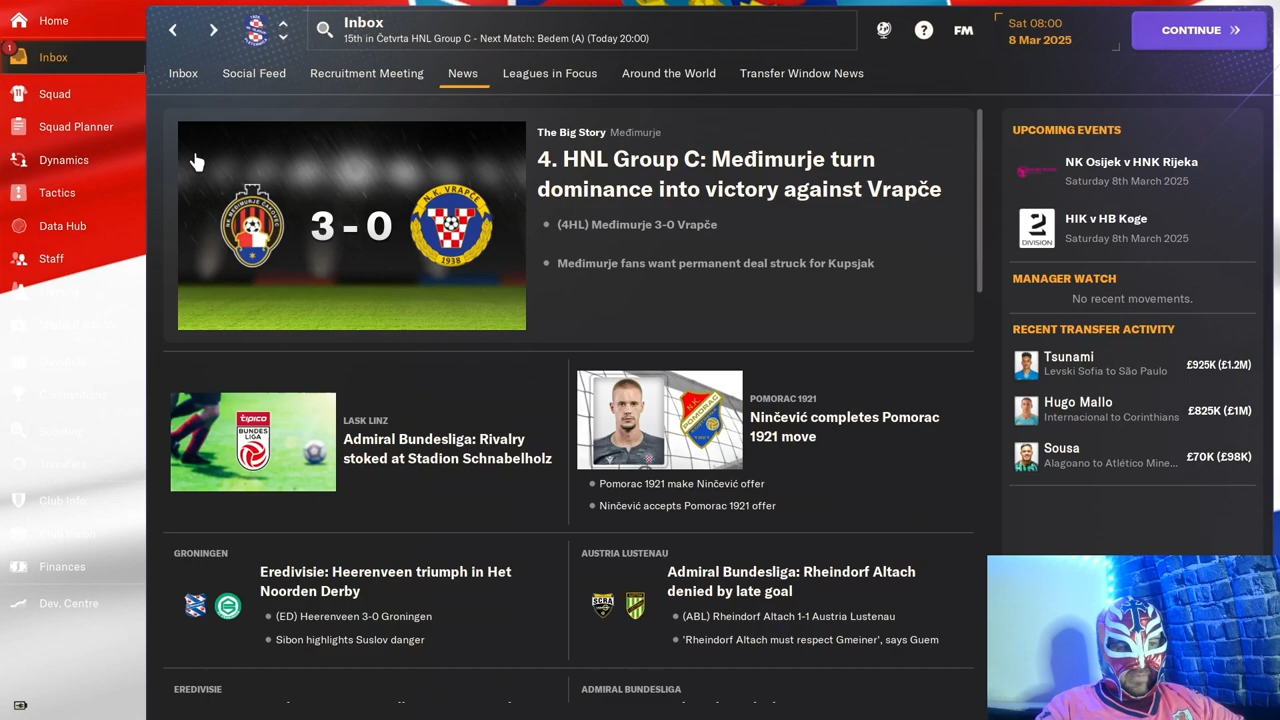 Home
1
Inbox
Squad
Squad Planner
Dynamics
Tactics
Data Hub
Staff
Club Info
Finances
Dev. Centre
Inbox
15th in Četvrta HNL Group C - Next Match: Bedem (A) (Today 20:00)
?
FM
Sat 08:00
8 Mar 2025
CONTINUE
Inbox
Social Feed
Recruitment Meeting
News
Leagues in Focus
Around the World
Transfer Window News
3 - 0
N.K. VRAPČE
1938
The Big Story Međimurje
4. HNL Group C: Međimurje turn
dominance into victory against Vrapče
(4HL) Međimurje 3-0 Vrapče
Međimurje fans want permanent deal struck for Kupsjak
tipico
BUNDES
LIGA
LASK LINZ
Admiral Bundesliga: Rivalry
stoked at Stadion Schnabelholz
POMORAC 1921
Ninčević completes Pomorac
1921 move
Pomorac 1921 make Ninčević offer
Ninčević accepts Pomorac 1921 offer
GRONINGEN
Eredivisie: Heerenveen triumph in Het
Noorden Derby
(ED) Heerenveen 3-0 Groningen
Sibon highlights Suslov danger
AUSTRIA LUSTENAU
Admiral Bundesliga: Rheindorf Altach
denied by late goal
(ABL) Rheindorf Altach 1-1 Austria Lustenau
'Rheindorf Altach must respect Gmeiner', says Guem
EREDIVISIE
ADMIRAL BUNDESLIGA
UPCOMING EVENTS
NK Osijek v HNK Rijeka
Saturday 8th March 2025
2
DIVISION
HIK v HB Køge
Saturday 8th March 2025
MANAGER WATCH
No recent movements.
RECENT TRANSFER ACTIVITY
Tsunami
Levski Sofia to São Paulo
£925K (£1.2M)
Hugo Mallo
Internacional to Corinthians
£825K (£1M)
Sousa
Alagoano to Atlético Mine...
£70K (£98K)